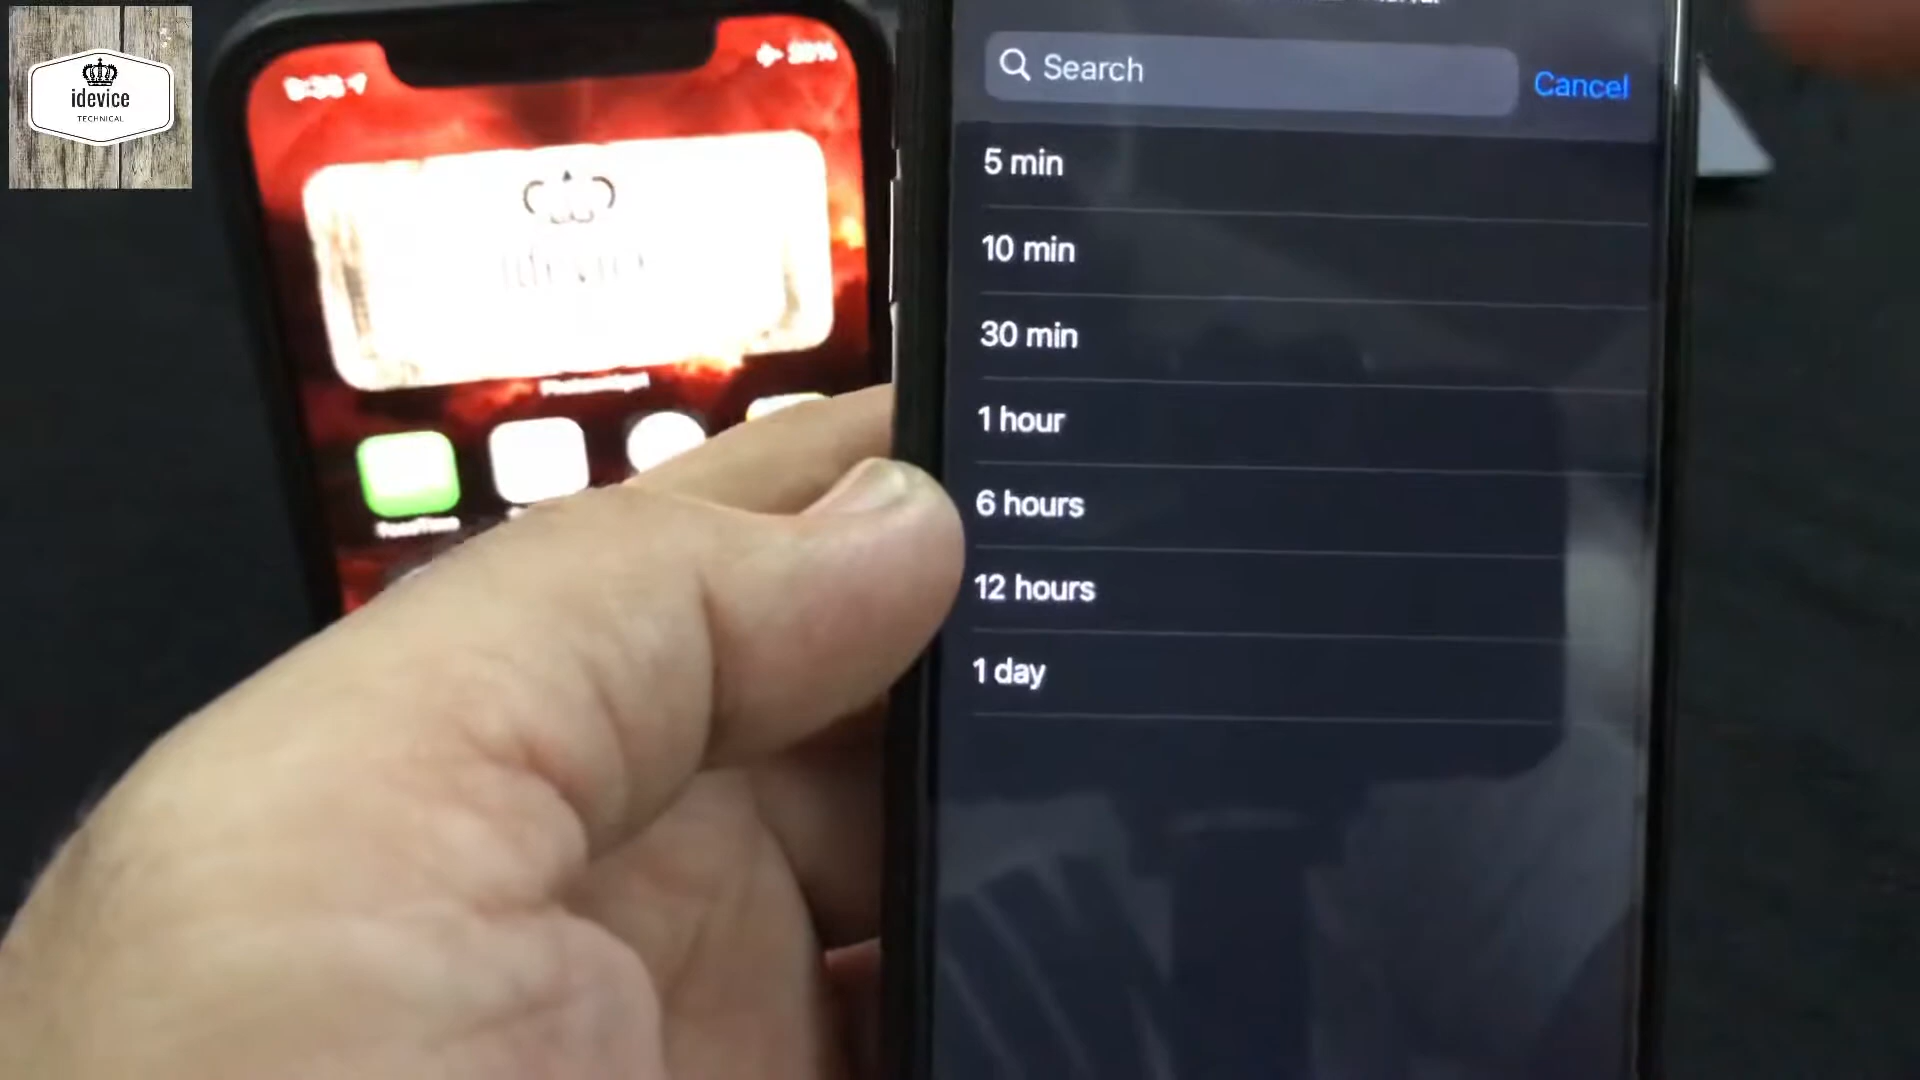 idevice
TECHNICAL
Search
Cancel
5 min
10 min
30 min
1 hour
6 hours
12 hours
1 day